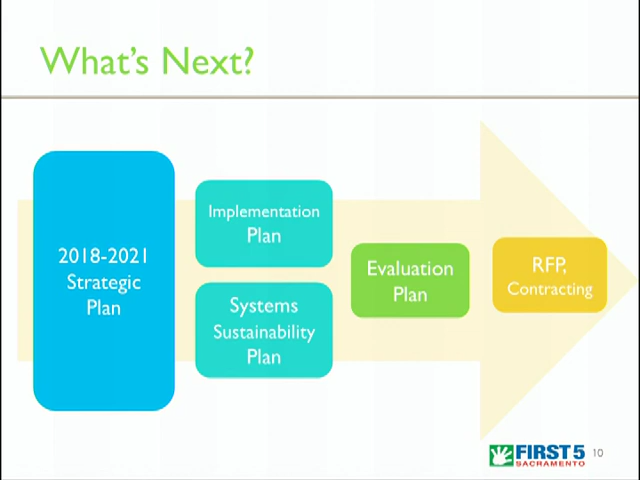 What's Next?
2018-2021
Strategic
Plan
Implementation
Plan
Systems
Sustainability
Plan
Evaluation
Plan
RFP,
Contracting
FIRST 5
SACRAMENTO
10